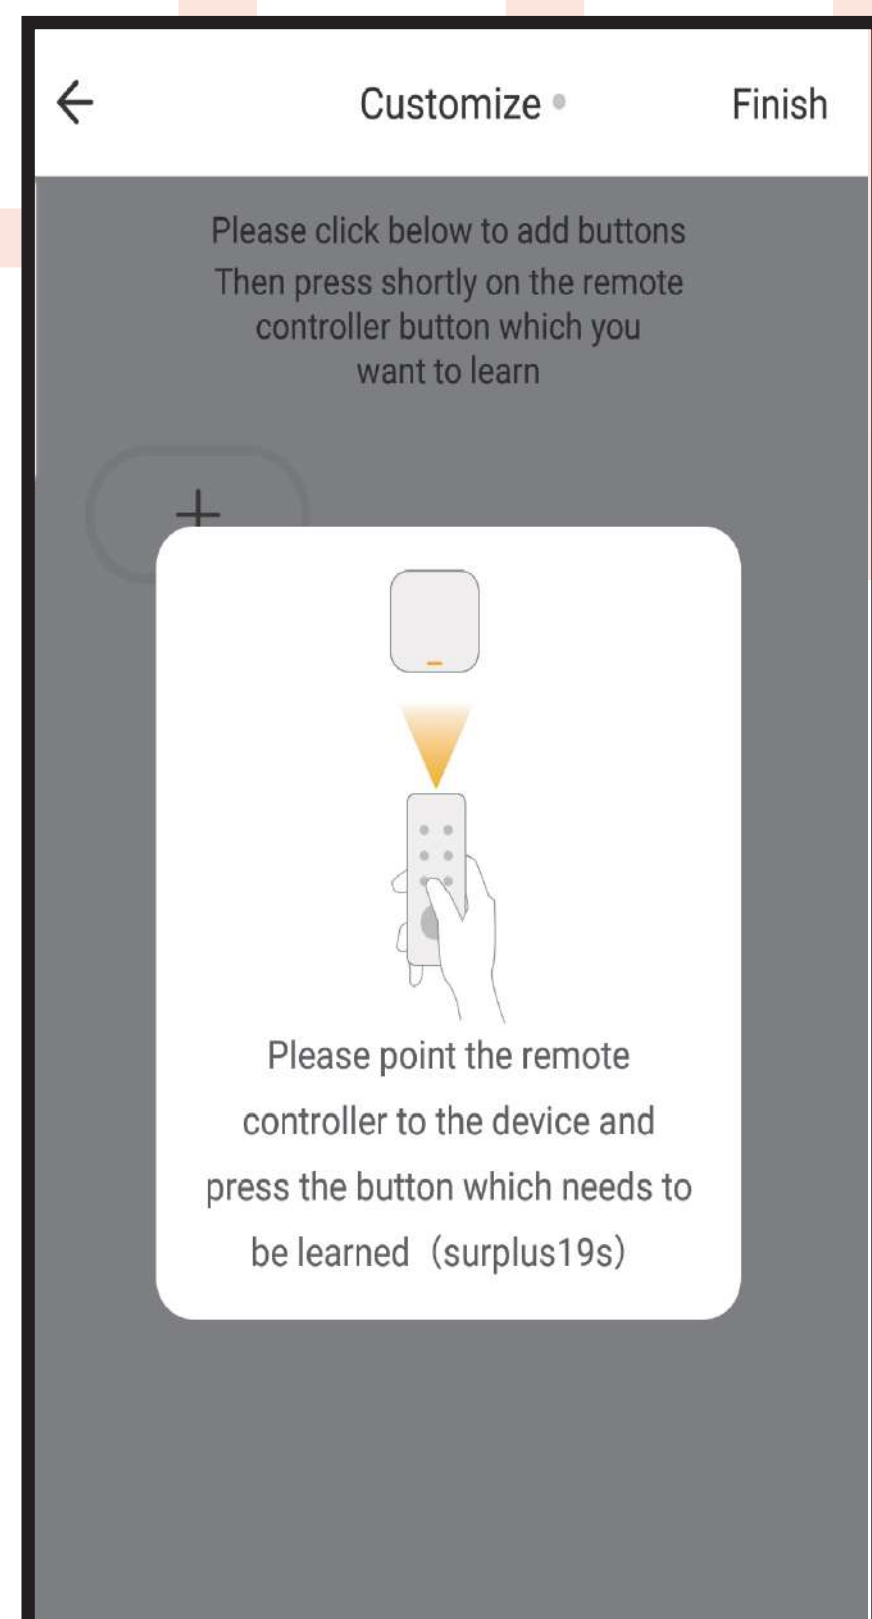 Customize
Finish
Please click below to add buttons
Then press shortly on the remote
controller button which you
want to learn
Please point the remote
controller to the device and
press the button which needs to
be learned（surplus19s）